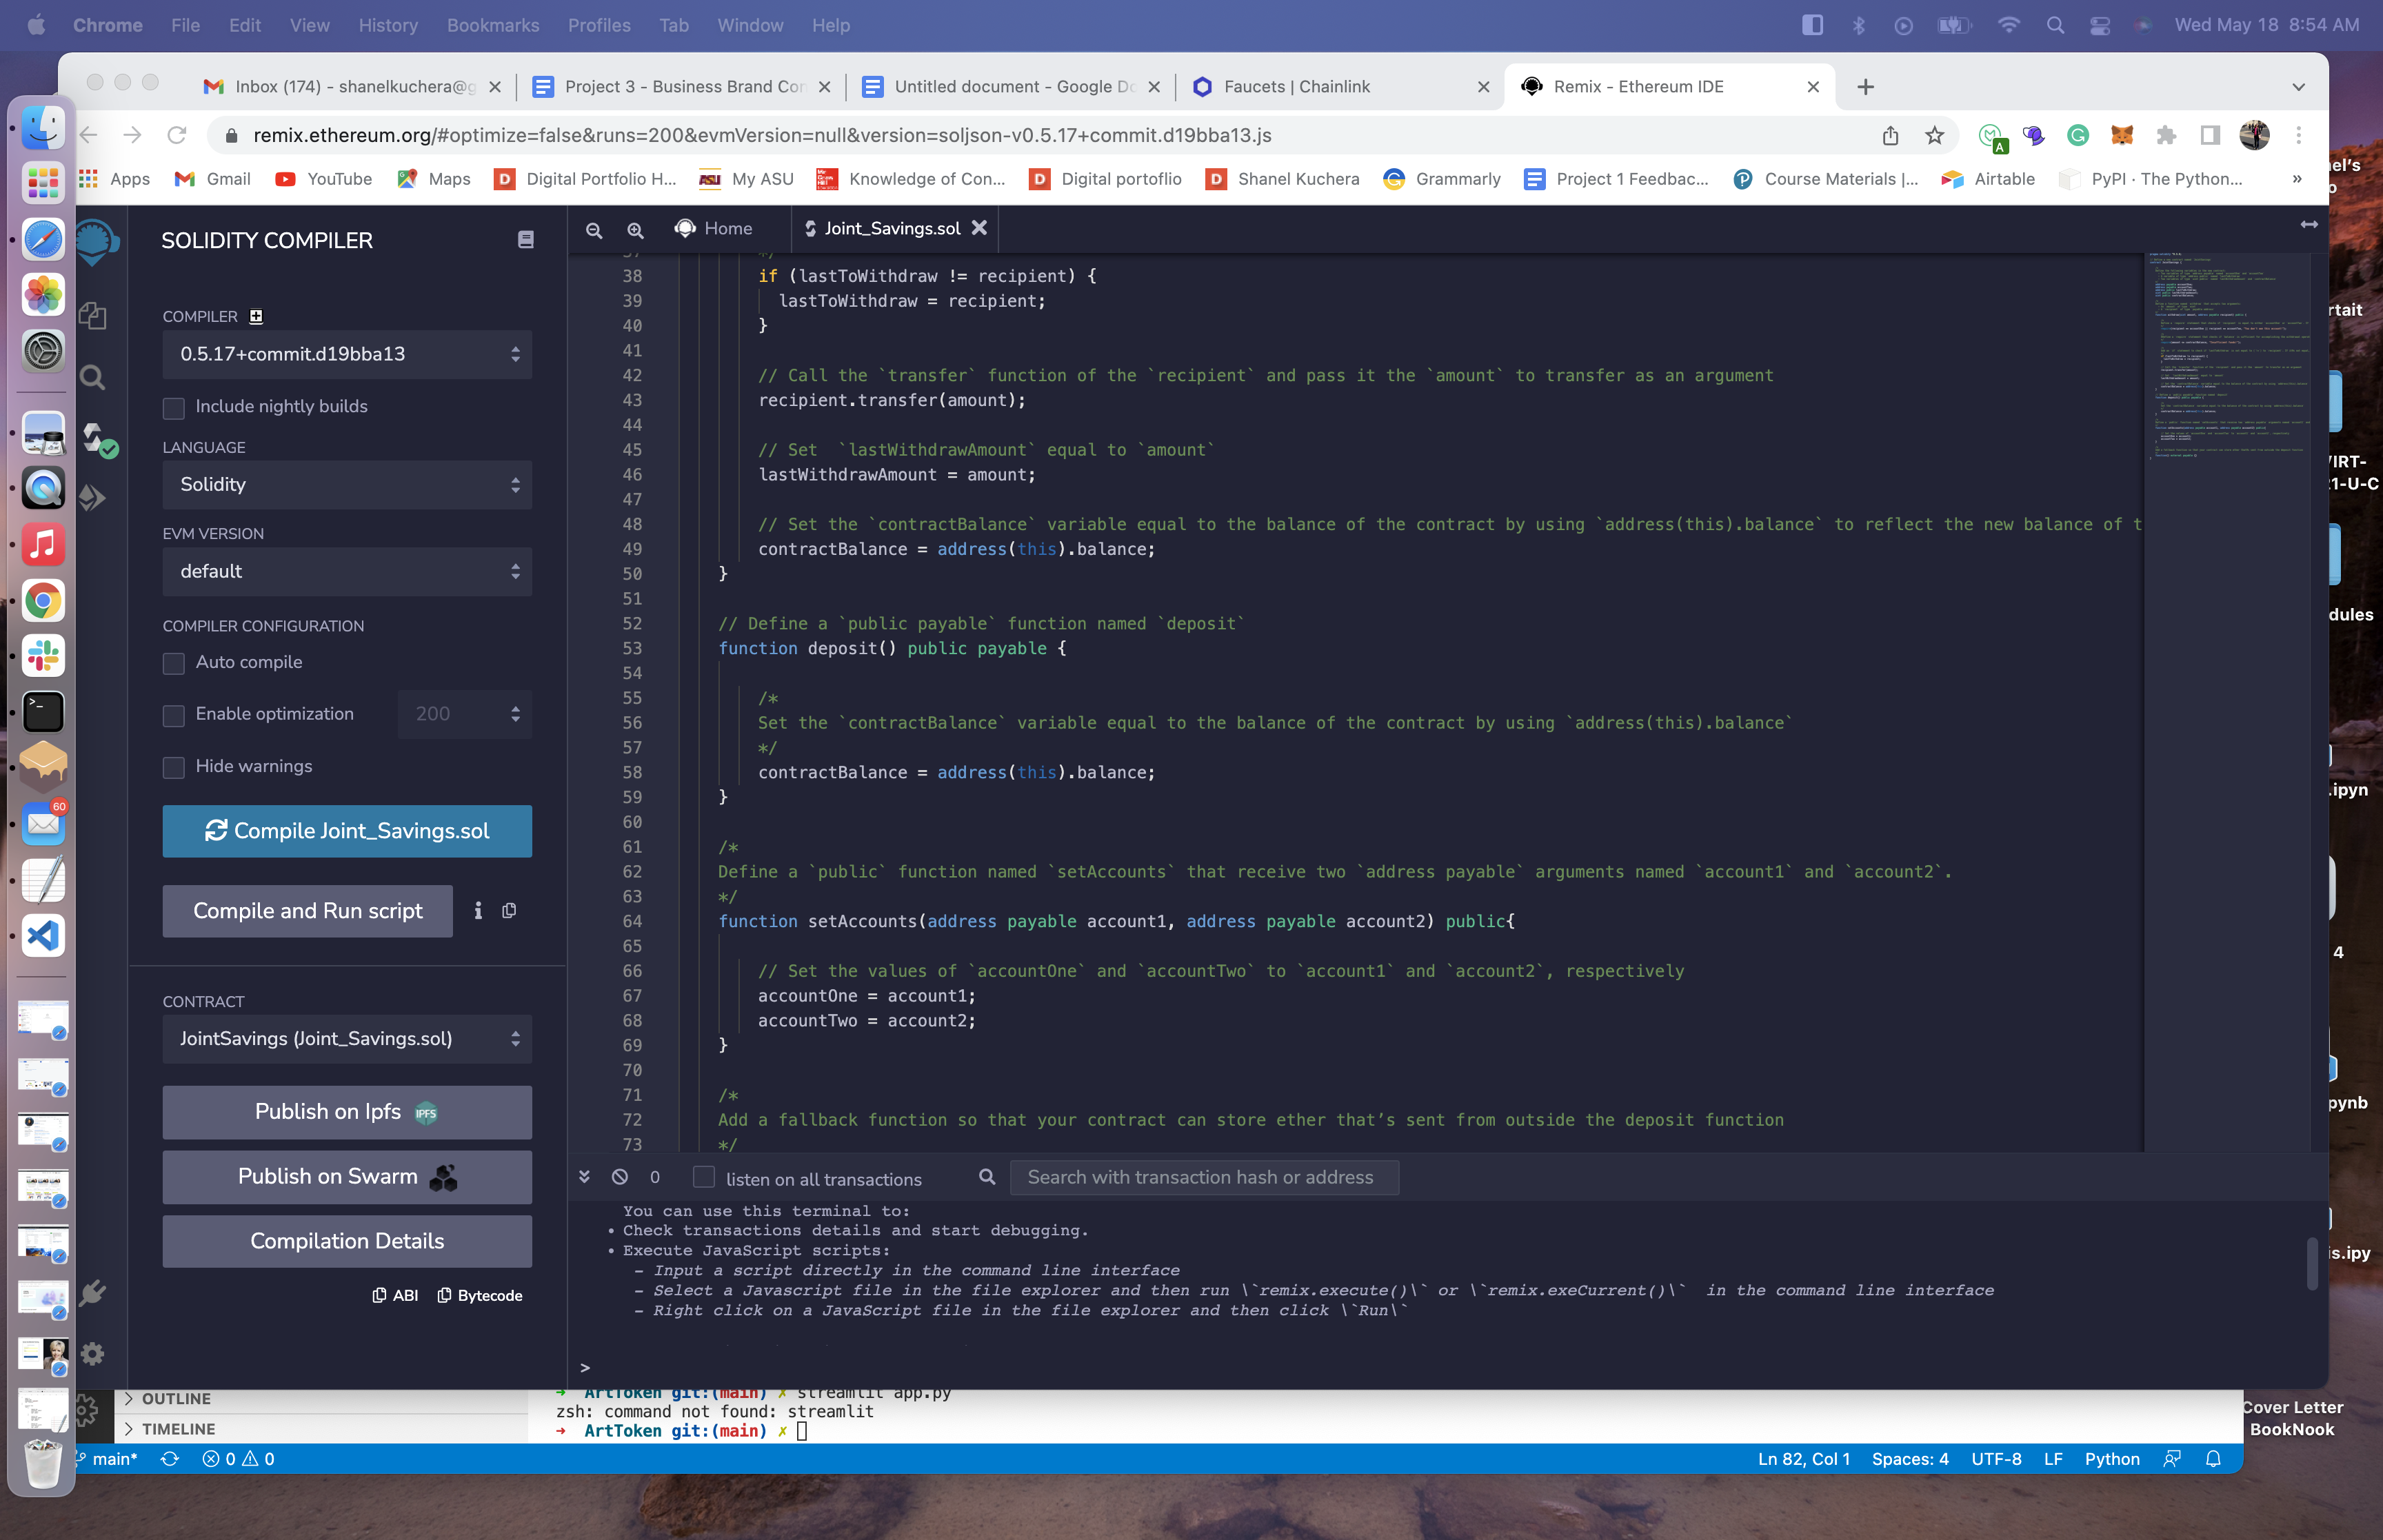 Chrome File Edit View History Bookmarks Profiles Tab Window Help Wed May 18 8:54 AM
Inbox (174) - shanelkuchera@g Project 3 - Business Brand Con Untitled document - Google Do Faucets | Chainlink Remix - Ethereum IDE
remix.ethereum.org/#optimize=false&runs=200&evmVersion=null&version=soljson-v0.5.17+commit.d19bba13.js
Apps Gmail YouTube Maps Digital Portfolio H... My ASU Knowledge of Con... Digital portoflio Shanel Kuchera Grammarly Project 1 Feedbac... Course Materials |... Airtable PyPI · The Python... »
SOLIDITY COMPILER
COMPILER
0.5.17+commit.d19bba13
Include nightly builds
LANGUAGE
Solidity
EVM VERSION
default
COMPILER CONFIGURATION
Auto compile
Enable optimization 200
Hide warnings
Compile Joint_Savings.sol
Compile and Run script
CONTRACT
JointSavings (Joint_Savings.sol)
Publish on Ipfs IPFS
Publish on Swarm
Compilation Details
ABI Bytecode
Home Joint_Savings.sol
37 */
38 if (lastToWithdraw != recipient) {
39 lastToWithdraw = recipient;
40 }
41
42 // Call the `transfer` function of the `recipient` and pass it the `amount` to transfer as an argument
43 recipient.transfer(amount);
44
45 // Set  `lastWithdrawAmount` equal to `amount`
46 lastWithdrawAmount = amount;
47
48 // Set the `contractBalance` variable equal to the balance of the contract by using `address(this).balance` to reflect the new balance of t
49 contractBalance = address(this).balance;
50 }
51
52 // Define a `public payable` function named `deposit`
53 function deposit() public payable {
54
55 /*
56 Set the `contractBalance` variable equal to the balance of the contract by using `address(this).balance`
57 */
58 contractBalance = address(this).balance;
59 }
60
61 /*
62 Define a `public` function named `setAccounts` that receive two `address payable` arguments named `account1` and `account2`.
63 */
64 function setAccounts(address payable account1, address payable account2) public{
65
66 // Set the values of `accountOne` and `accountTwo` to `account1` and `account2`, respectively
67 accountOne = account1;
68 accountTwo = account2;
69 }
70
71 /*
72 Add a fallback function so that your contract can store ether that’s sent from outside the deposit function
73 */
0 listen on all transactions Search with transaction hash or address
You can use this terminal to:
• Check transactions details and start debugging.
• Execute JavaScript scripts:
– Input a script directly in the command line interface
– Select a Javascript file in the file explorer and then run \`remix.execute()\` or \`remix.exeCurrent()\`  in the command line interface
– Right click on a JavaScript file in the file explorer and then click \`Run\`
>
OUTLINE
TIMELINE
→ ArtToken git:(main) ✗ streamlit app.py
zsh: command not found: streamlit
→ ArtToken git:(main) ✗
main* 0 0 Ln 82, Col 1 Spaces: 4 UTF-8 LF Python
60
el's
o
rtait
VIRT-
21-U-C
dules
.ipyn
4
pynb
is.ipy
Cover Letter
BookNook